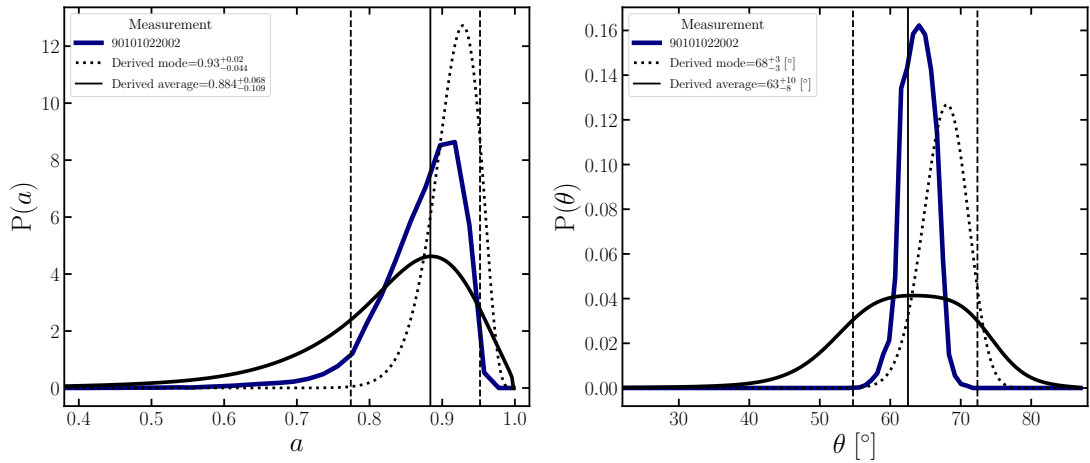 Measurement
90101022002
Derived mode=0.93^{+0.02}_{-0.044}
Derived average=0.884^{+0.068}_{-0.109}
P(a)
12
10
8
6
4
2
0
0.4 0.5 0.6 0.7 0.8 0.9 1.0
a
Measurement
90101022002
Derived mode=68^{+3}_{-3} [°]
Derived average=63^{+10}_{-8} [°]
P(θ)
0.16
0.14
0.12
0.10
0.08
0.06
0.04
0.02
0.00
30 40 50 60 70 80
θ [°]